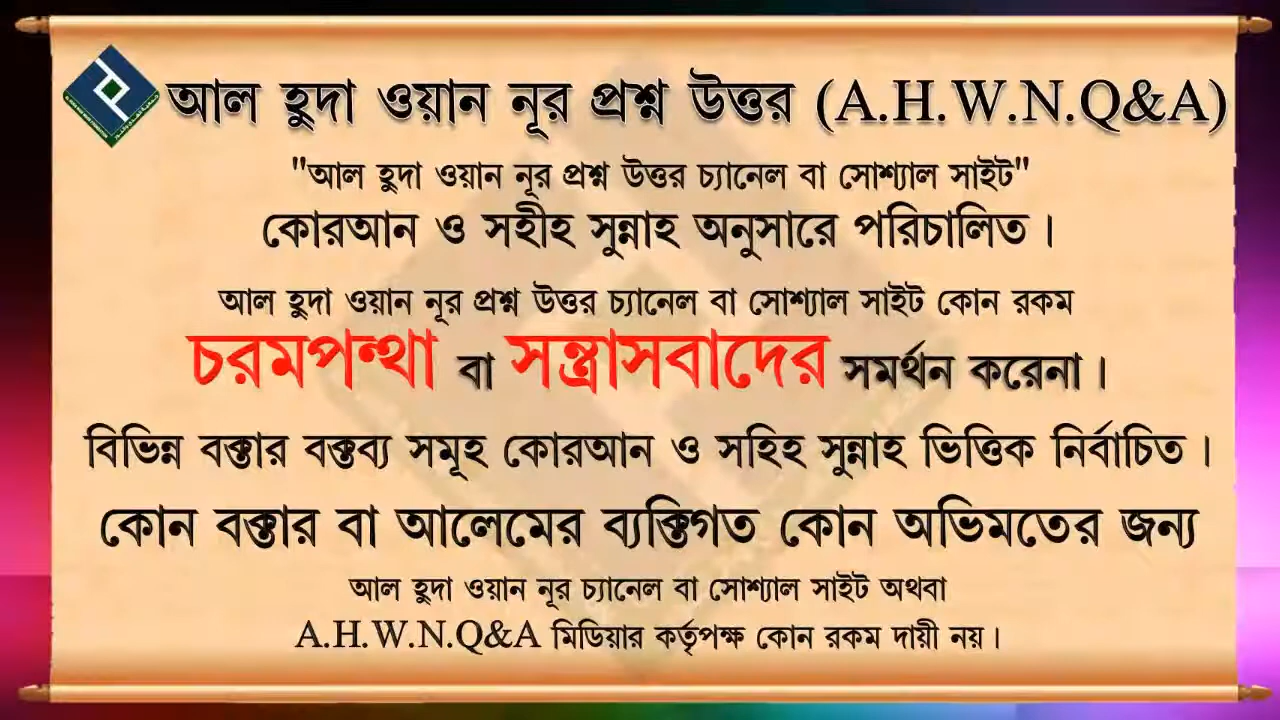 আল হুদা ওয়ান নূর প্রশ্ন উত্তর (A.H.W.N.Q&A)
"আল হুদা ওয়ান নূর প্রশ্ন উত্তর চ্যানেল বা সোশ্যাল সাইট"
কোরআন ও সহীহ সুন্নাহ অনুসারে পরিচালিত।
আল হুদা ওয়ান নূর প্রশ্ন উত্তর চ্যানেল বা সোশ্যাল সাইট কোন রকম
চরমপন্থা বা সন্ত্রাসবাদের সমর্থন করেনা।
বিভিন্ন বক্তার বক্তব্য সমূহ কোরআন ও সহিহ সুন্নাহ ভিত্তিক নির্বাচিত।
কোন বক্তার বা আলেমের ব্যক্তিগত কোন অভিমতের জন্য
আল হুদা ওয়ান নূর চ্যানেল বা সোশ্যাল সাইট অথবা
A.H.W.N.Q&A মিডিয়ার কর্তৃপক্ষ কোন রকম দায়ী নয়।